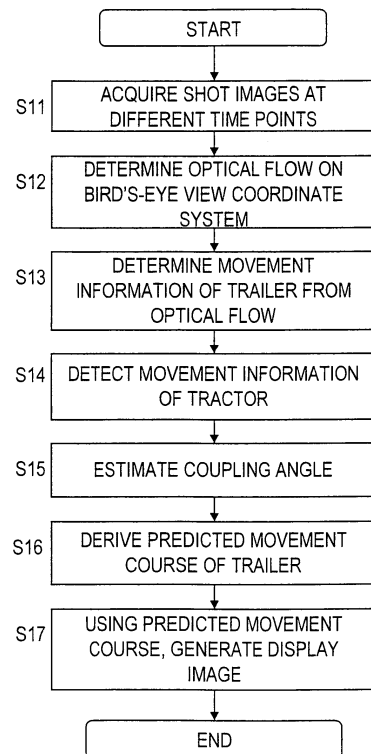 START
S11
ACQUIRE SHOT IMAGES AT
DIFFERENT TIME POINTS
S12
DETERMINE OPTICAL FLOW ON
BIRD'S-EYE VIEW COORDINATE
SYSTEM
S13
DETERMINE MOVEMENT
INFORMATION OF TRAILER FROM
OPTICAL FLOW
S14
DETECT MOVEMENT INFORMATION
OF TRACTOR
S15
ESTIMATE COUPLING ANGLE
S16
DERIVE PREDICTED MOVEMENT
COURSE OF TRAILER
S17
USING PREDICTED MOVEMENT
COURSE, GENERATE DISPLAY
IMAGE
END